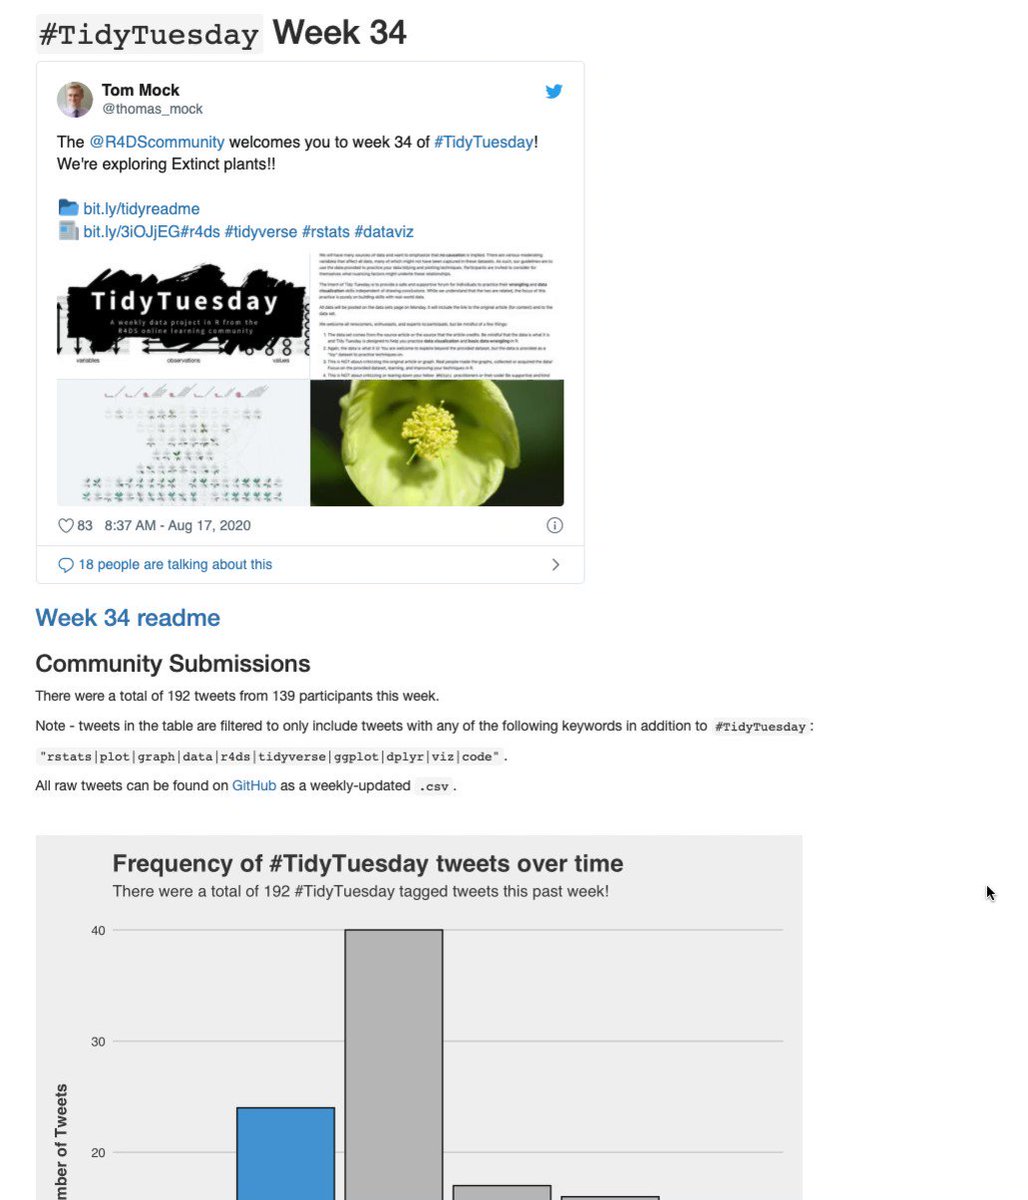 #TidyTuesday Week 34
Tom Mock
@thomas_mock
The @R4DScommunity welcomes you to week 34 of #TidyTuesday!
We're exploring Extinct plants!!
bit.ly/tidyreadme
bit.ly/3iOJjEG#r4ds #tidyverse #rstats #dataviz
TidyTuesday
A weekly data project in R from the
R4DS online learning community
variables observations values
83 8:37 AM - Aug 17, 2020
18 people are talking about this
Week 34 readme
Community Submissions
There were a total of 192 tweets from 139 participants this week.
Note - tweets in the table are filtered to only include tweets with any of the following keywords in addition to #TidyTuesday:
"rstats|plot|graph|data|r4ds|tidyverse|ggplot|dplyr|viz|code".
All raw tweets can be found on GitHub as a weekly-updated .csv.
Frequency of #TidyTuesday tweets over time
There were a total of 192 #TidyTuesday tagged tweets this past week!
40
30
20
mber of Tweets